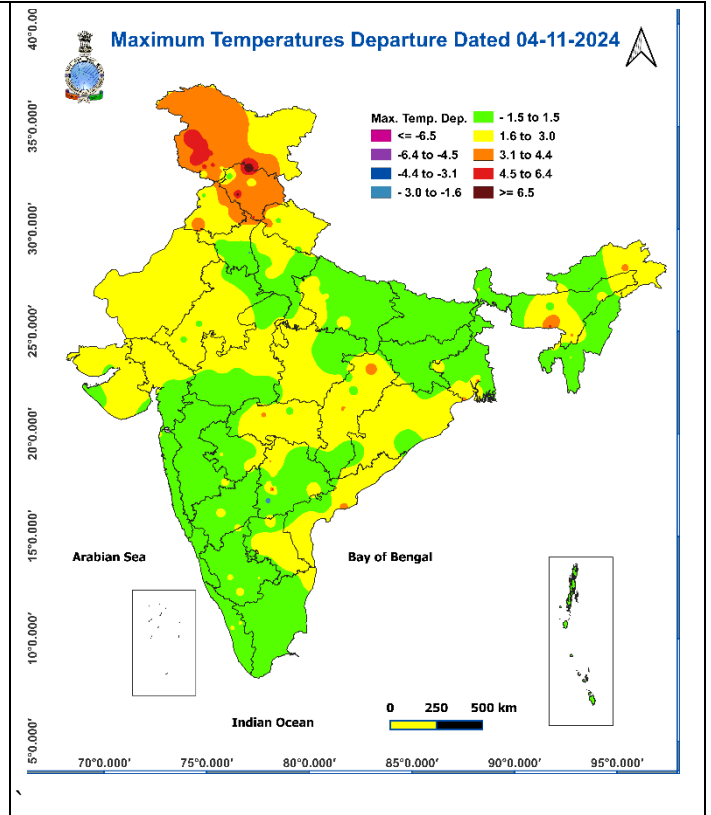 Maximum Temperatures Departure Dated 04-11-2024
Max. Temp. Dep.
<= -6.5
-6.4 to -4.5
-4.4 to -3.1
- 3.0 to -1.6
- 1.5 to 1.5
1.6 to 3.0
3.1 to 4.4
4.5 to 6.4
>= 6.5
40°0.000'
35°0.000'
30°0.000'
25°0.000'
20°0.000'
15°0.000'
10°0.000'
5°0.000'
Arabian Sea
Bay of Bengal
Indian Ocean
0 250 500 km
70°0.000' 75°0.000' 80°0.000' 85°0.000' 90°0.000' 95°0.000'
`